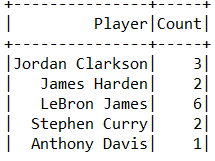 +---------------+-----+
|         Player|Count|
+---------------+-----+
|Jordan Clarkson|    3|
|   James Harden|    2|
|   LeBron James|    6|
|  Stephen Curry|    2|
|  Anthony Davis|    1|